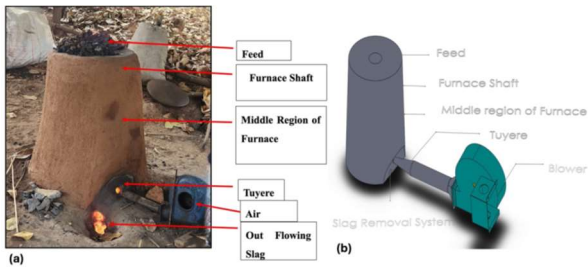 Feed
Furnace Shaft
Middle Region of
Furnace
Tuyere
Air
Out Flowing
Slag
(a)
Feed
Furnace Shaft
Middle region of Furnace
Tuyere
Blower
Slag Removal System
(b)